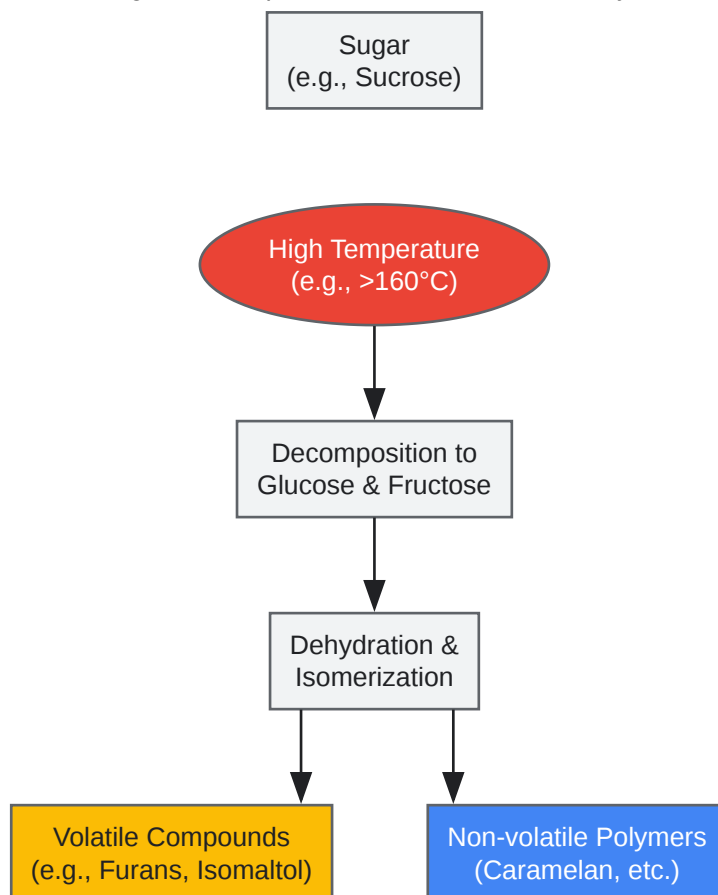 Sugar
(e.g., Sucrose)
High Temperature
(e.g., >160°C)
Decomposition to
Glucose & Fructose
Dehydration &
Isomerization
Volatile Compounds
(e.g., Furans, Isomaltol)
Non-volatile Polymers
(Caramelan, etc.)